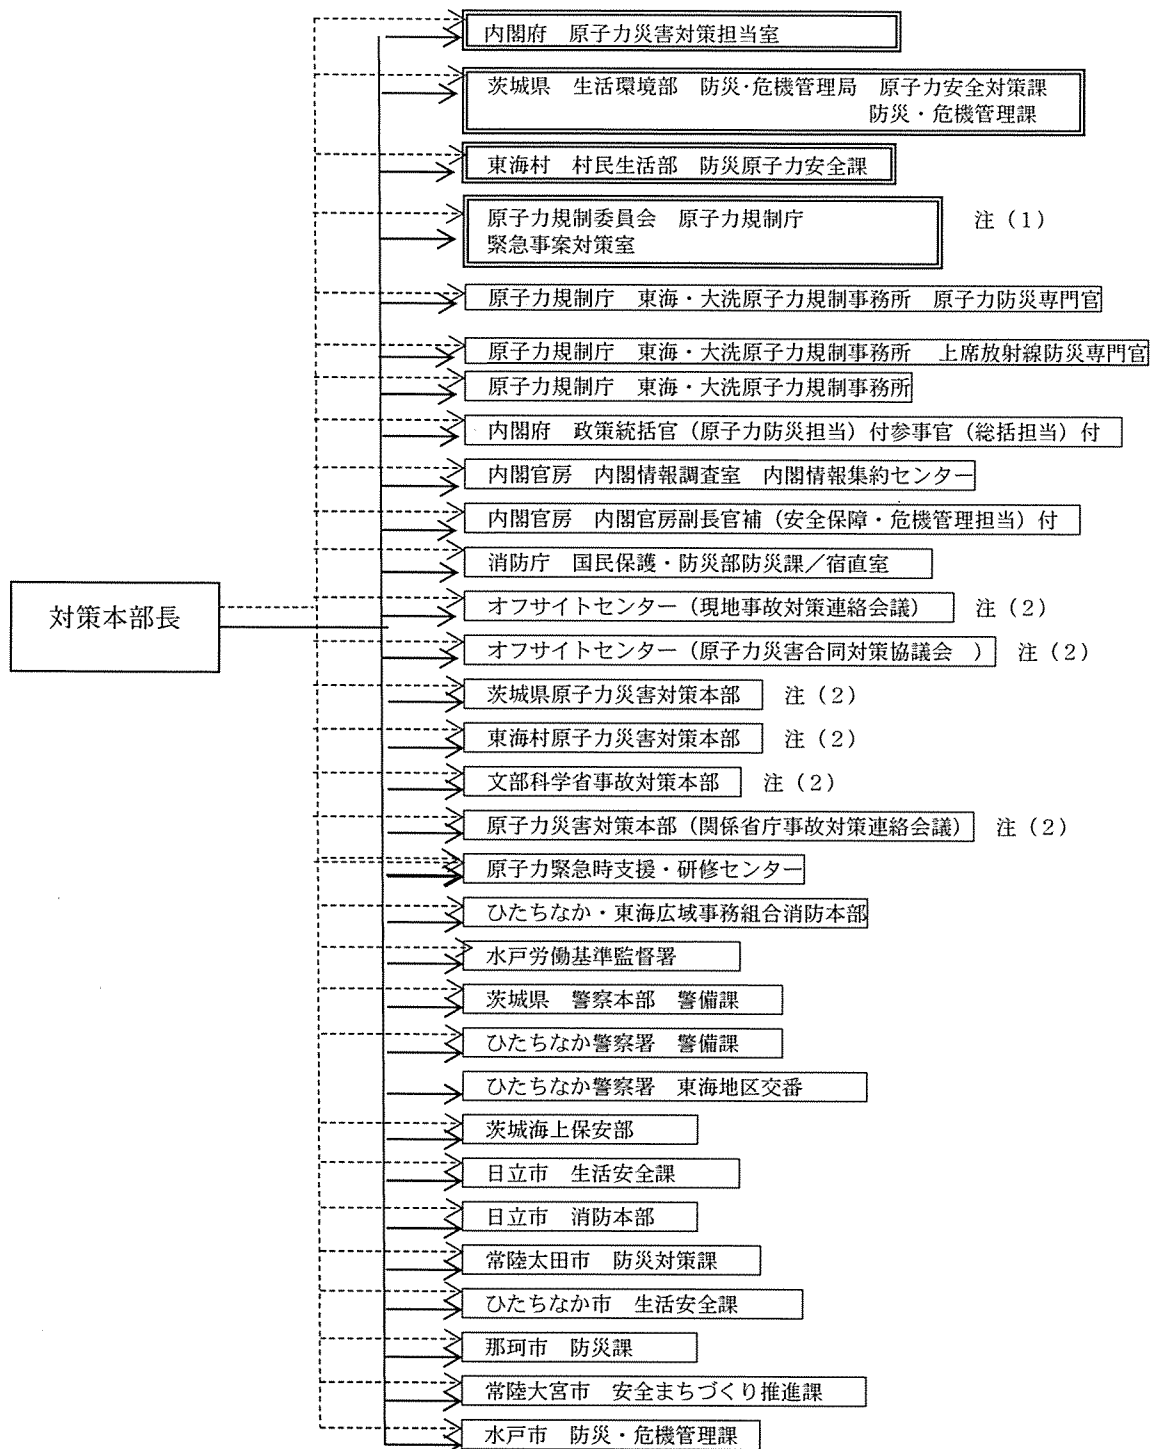 内閣府　原子力災害対策担当室
茨城県　生活環境部　防災・危機管理局　原子力安全対策課
防災・危機管理課
東海村　村民生活部　防災原子力安全課
原子力規制委員会　原子力規制庁　注（１）
緊急事案対策室
原子力規制庁　東海・大洗原子力規制事務所　原子力防災専門官
原子力規制庁　東海・大洗原子力規制事務所　上席放射線防災専門官
原子力規制庁　東海・大洗原子力規制事務所
内閣府　政策統括官（原子力防災担当）付参事官（総括担当）付
内閣官房　内閣情報調査室　内閣情報集約センター
内閣官房　内閣官房副長官補（安全保障・危機管理担当）付
消防庁　国民保護・防災部防災課／宿直室
対策本部長
オフサイトセンター（現地事故対策連絡会議）　注（２）
オフサイトセンター（原子力災害合同対策協議会　）　注（２）
茨城県原子力災害対策本部　注（２）
東海村原子力災害対策本部　注（２）
文部科学省事故対策本部　注（２）
原子力災害対策本部（関係省庁事故対策連絡会議）　注（２）
原子力緊急時支援・研修センター
ひたちなか・東海広域事務組合消防本部
水戸労働基準監督署
茨城県　警察本部　警備課
ひたちなか警察署　警備課
ひたちなか警察署　東海地区交番
茨城海上保安部
日立市　生活安全課
日立市　消防本部
常陸太田市　防災対策課
ひたちなか市　生活安全課
那珂市　防災課
常陸大宮市　安全まちづくり推進課
水戸市　防災・危機管理課